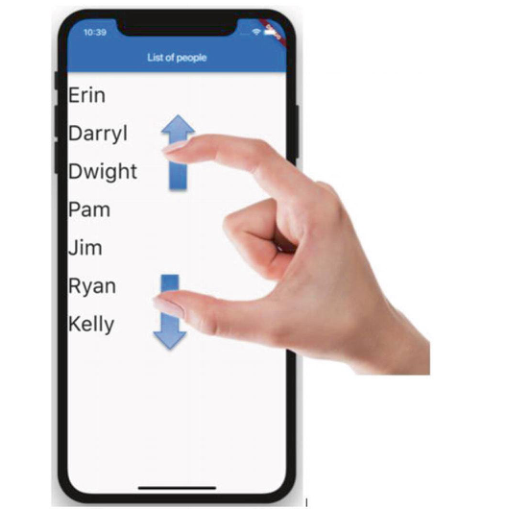 10:39
List of people
Erin
Darryl
Dwight
Pam
Jim
Ryan
Kelly